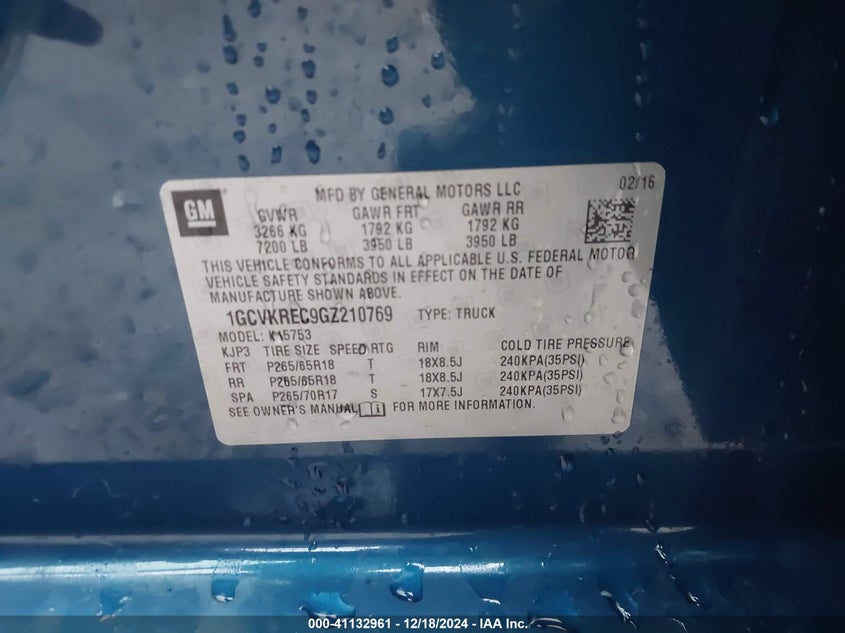 GM
MFD BY GENERAL MOTORS LLC
02/16
GVWR GAWR FRT GAWR RR
3266 KG 1792 KG 1792 KG
7200 LB 3950 LB 3950 LB
THIS VEHICLE CONFORMS TO ALL APPLICABLE U.S. FEDERAL MOTOR
VEHICLE SAFETY STANDARDS IN EFFECT ON THE DATE OF
MANUFACTURE SHOWN ABOVE.
1GCVKREC9GZ210769 TYPE: TRUCK
MODEL: K15753
KJP3 TIRE SIZE SPEED RTG RIM COLD TIRE PRESSURE
FRT P265/65R18 T 18X8.5J 240KPA(35PSI)
RR P265/65R18 T 18X8.5J 240KPA(35PSI)
SPA P265/70R17 S 17X7.5J 240KPA(35PSI)
SEE OWNER'S MANUAL FOR MORE INFORMATION.
000-41132961 - 12/18/2024 - IAA Inc.